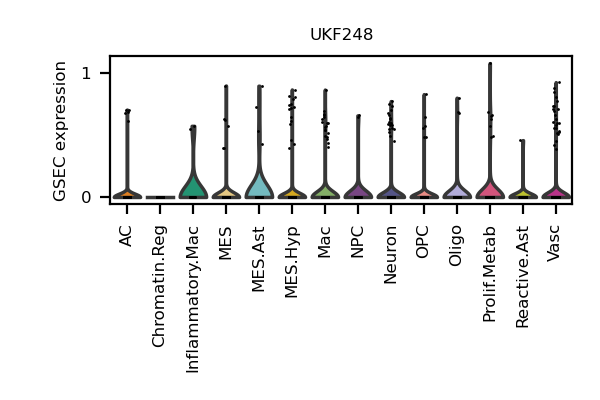 UKF248
GSEC expression
1
0
AC
Chromatin.Reg
Inflammatory.Mac
MES
MES.Ast
MES.Hyp
Mac
NPC
Neuron
OPC
Oligo
Prolif.Metab
Reactive.Ast
Vasc